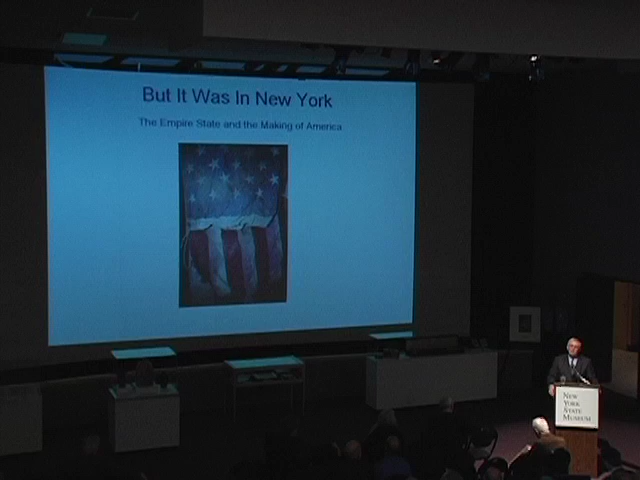 But It Was In New York
The Empire State and the Making of America
NEW
YORK
STATE
MUSEUM